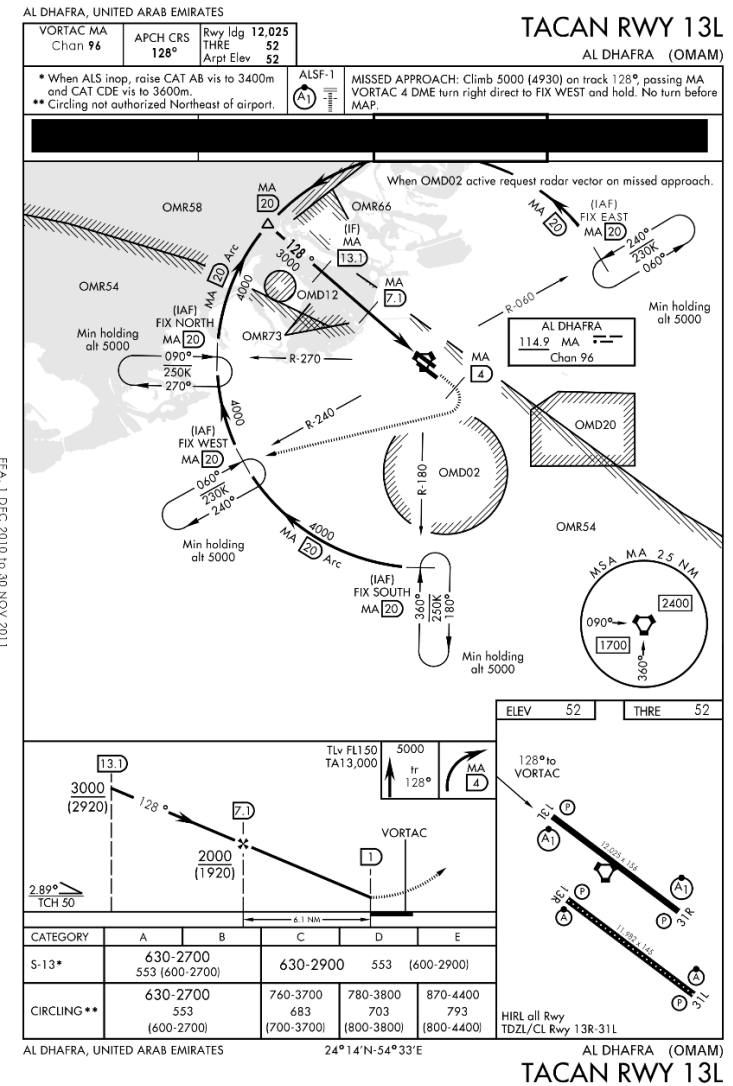 AL DHAFRA, UNITED ARAB EMIRATES
TACAN RWY 13L
AL DHAFRA (OMAM)
VORTAC MA
Chan 96
APCH CRS
128°
Rwy ldg 12,025
THRE 52
Arpt Elev 52
* When ALS inop, raise CAT AB vis to 3400m
and CAT CDE vis to 3600m.
** Circling not authorized Northeast of airport.
ALSF-1
A1
MISSED APPROACH: Climb 5000 (4930) on track 128°, passing MA
VORTAC 4 DME turn right direct to FIX WEST and hold. No turn before
MAP.
When OMD02 active request radar vector on missed approach.
MA
20
OMR58
OMR66
(IF)
MA
13.1
128°
3000
MA 20
(IAF)
FIX EAST
MA 20
240°
230K
060°
Min holding
alt 5000
MA 20 Arc
4000
OMR54
OMD12
MA
7.1
R-060
AL DHAFRA
114.9 MA
Chan 96
(IAF)
FIX NORTH
MA 20
090°
250K
270°
Min holding
alt 5000
OMR73
R-270
MA
4
4000
R-240
(IAF)
FIX WEST
MA 20
060°
230K
240°
Min holding
alt 5000
OMD20
OMD02
R-180
OMR54
4000
MA 20 Arc
(IAF)
FIX SOUTH
MA 20
360°
250K
180°
Min holding
alt 5000
MSA MA 25 NM
2400
090°
1700
360°
EFA, 1 DEC 2010 to 30 NOV 2011
ELEV 52
THRE 52
TLv FL150
TA13,000
5000
tr
128°
MA
4
13.1
3000
(2920)
128°
7.1
2000
(1920)
VORTAC
1
2.89°
TCH 50
6.1 NM
128° to
VORTAC
13L
P
A1
12,025 x 156
A1
P
31R
13R
P
A
11,982 x 145
A
P
31L
HIRL all Rwy
TDZL/CL Rwy 13R-31L
CATEGORY A B C D E
S-13* 630-2700 553 (600-2700) 630-2900 553 (600-2900)
CIRCLING** 630-2700 553 (600-2700) 760-3700 683 (700-3700) 780-3800 703 (800-3800) 870-4400 793 (800-4400)
AL DHAFRA, UNITED ARAB EMIRATES
24°14'N-54°33'E
AL DHAFRA (OMAM)
TACAN RWY 13L